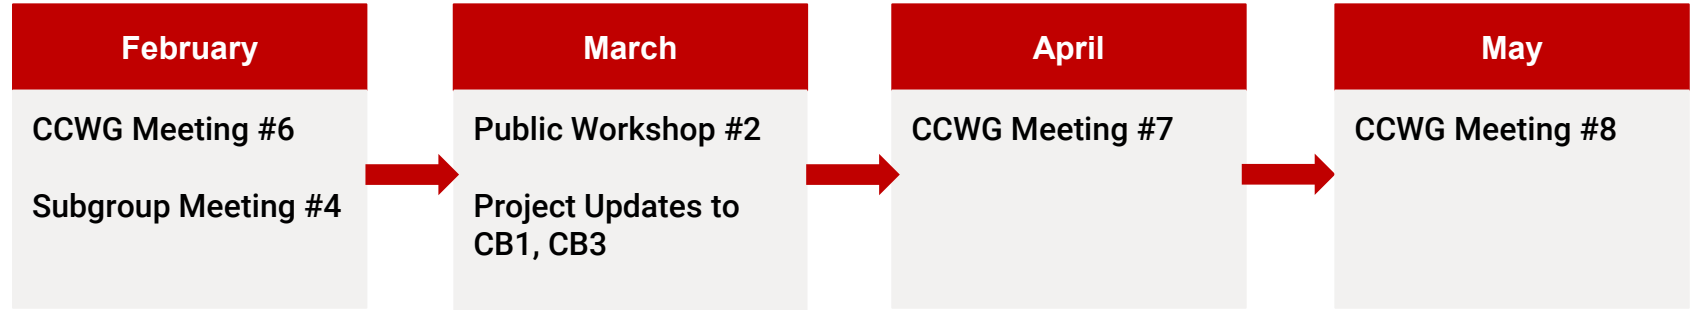 February
CCWG Meeting #6
Subgroup Meeting #4
March
Public Workshop #2
Project Updates to
CB1, CB3
April
CCWG Meeting #7
May
CCWG Meeting #8